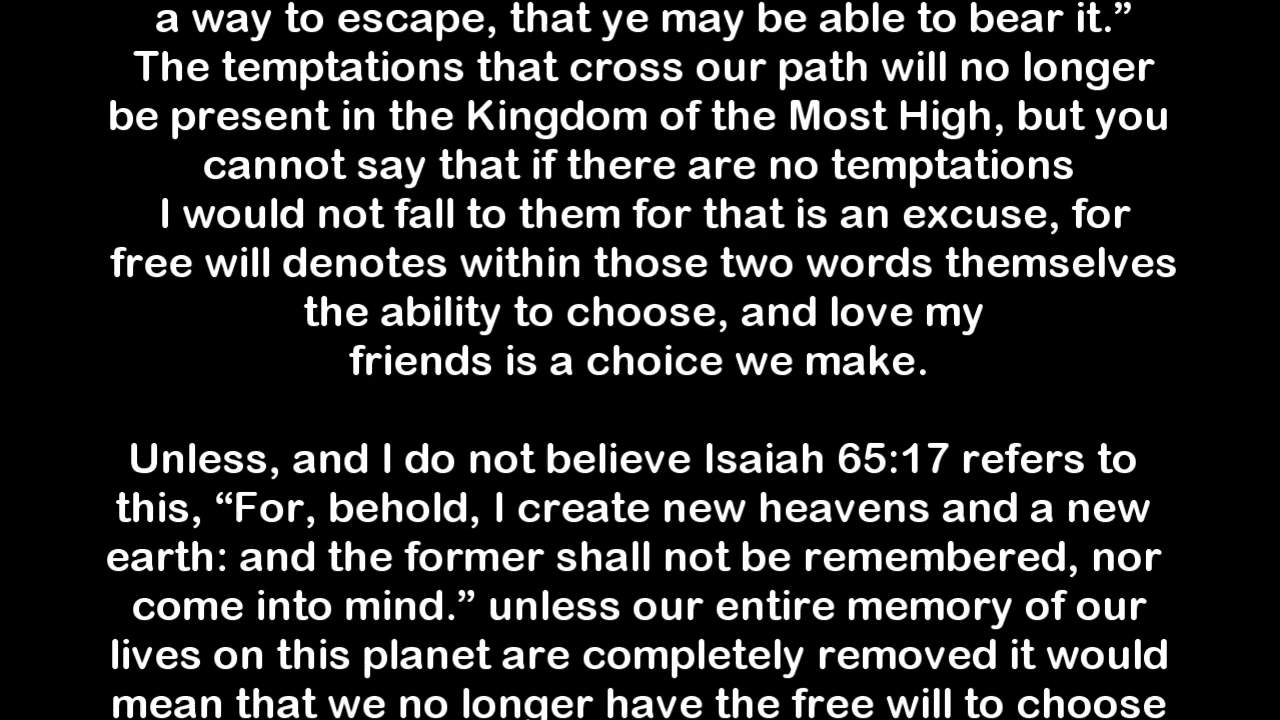 a way to escape, that ye may be able to bear it.”
The temptations that cross our path will no longer
be present in the Kingdom of the Most High, but you
cannot say that if there are no temptations
I would not fall to them for that is an excuse, for
free will denotes within those two words themselves
the ability to choose, and love my
friends is a choice we make.
Unless, and I do not believe Isaiah 65:17 refers to
this, “For, behold, I create new heavens and a new
earth: and the former shall not be remembered, nor
come into mind.” unless our entire memory of our
lives on this planet are completely removed it would
mean that we no longer have the free will to choose